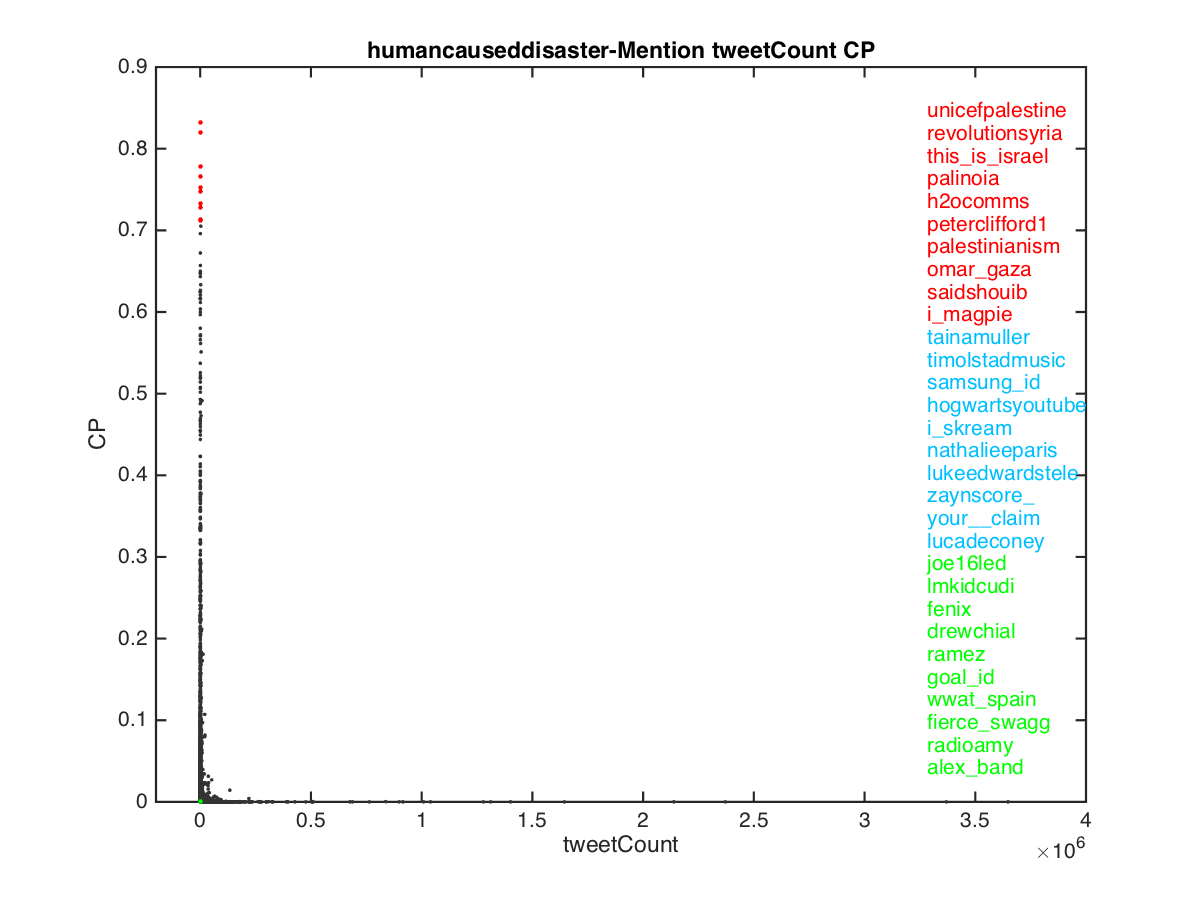 humancauseddisaster-Mention tweetCount CP
0.9
0.8
0.7
0.6
0.5
0.4
0.3
0.2
0.1
0
CP
unicefpalestine
revolutionsyria
this_is_israel
palinoia
h2ocomms
peterclifford1
palestinianism
omar_gaza
saidshouib
i_magpie
tainamuller
timolstadmusic
samsung_id
hogwartsyoutube
i_skream
nathalieeparis
lukeedwardstele
zaynscore_
your__claim
lucadeconey
joe16led
lmkidcudi
fenix
drewchial
ramez
goal_id
wwat_spain
fierce_swagg
radioamy
alex_band
0 0.5 1 1.5 2 2.5 3 3.5 4
tweetCount
×10⁶